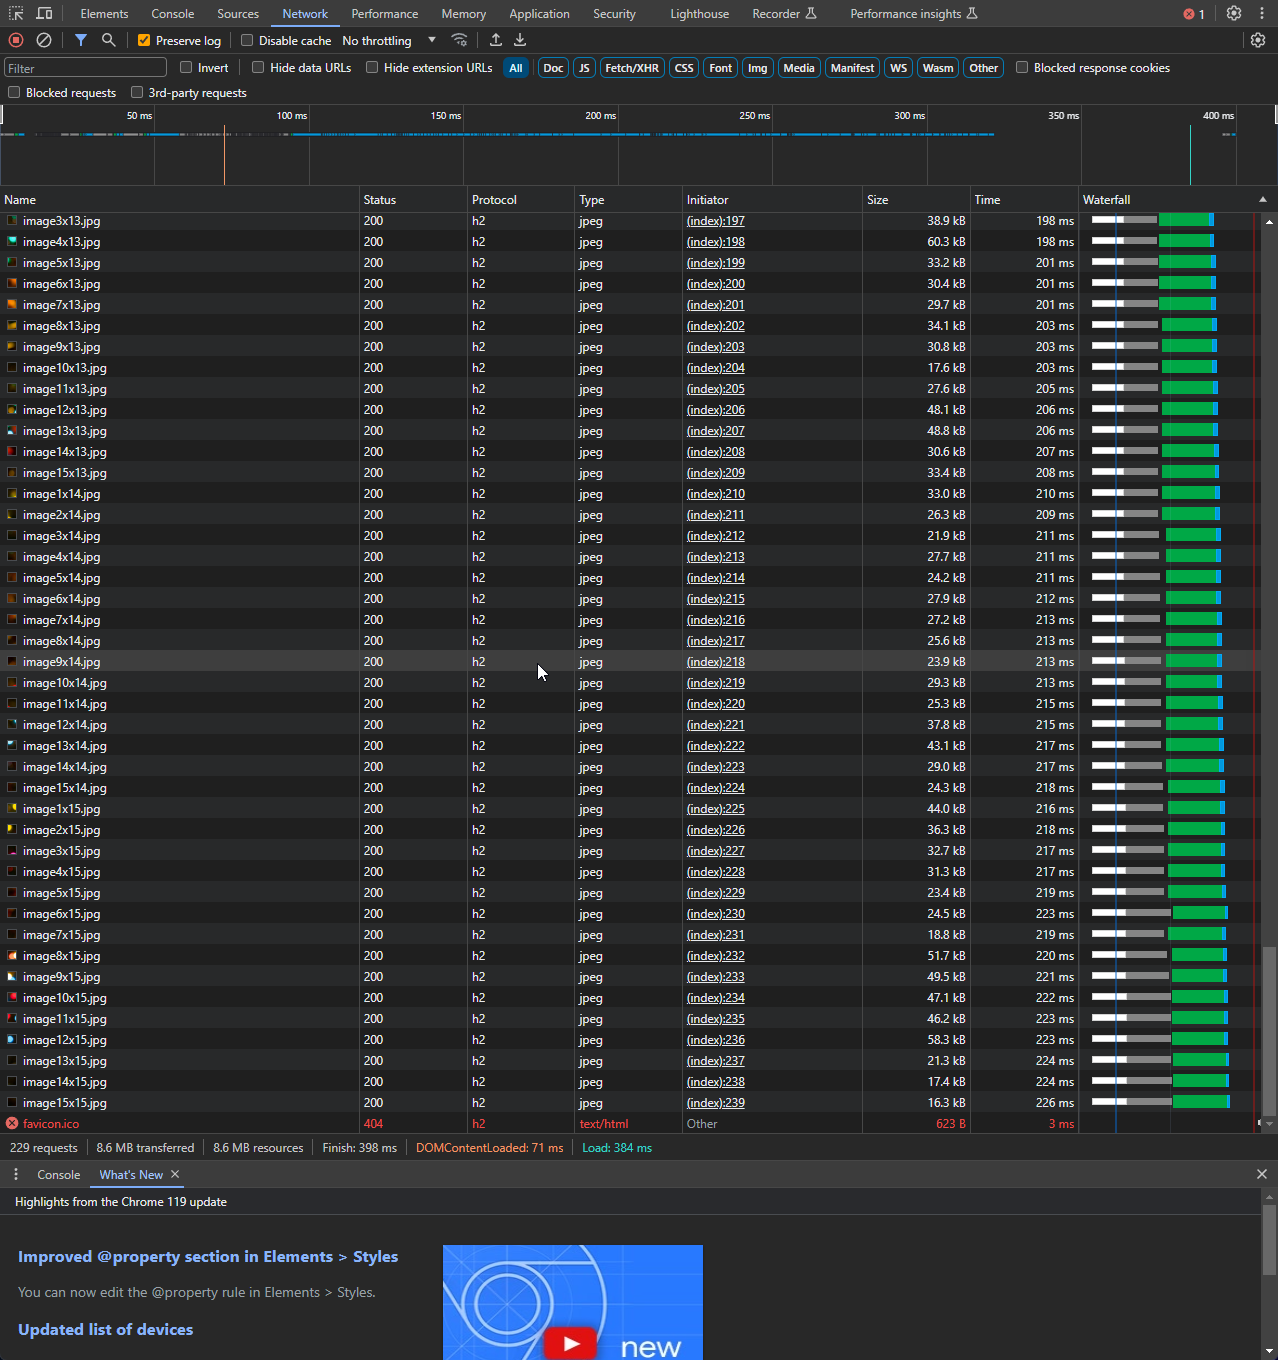 Elements Console Sources Network Performance Memory Application Security Lighthouse Recorder Performance insights 1
Preserve log Disable cache No throttling
Filter Invert Hide data URLs Hide extension URLs All Doc JS Fetch/XHR CSS Font Img Media Manifest WS Wasm Other Blocked response cookies
Blocked requests 3rd-party requests
50 ms 100 ms 150 ms 200 ms 250 ms 300 ms 350 ms 400 ms
Name Status Protocol Type Initiator Size Time Waterfall
image3x13.jpg 200 h2 jpeg (index):197 38.9 kB 198 ms
image4x13.jpg 200 h2 jpeg (index):198 60.3 kB 198 ms
image5x13.jpg 200 h2 jpeg (index):199 33.2 kB 201 ms
image6x13.jpg 200 h2 jpeg (index):200 30.4 kB 201 ms
image7x13.jpg 200 h2 jpeg (index):201 29.7 kB 201 ms
image8x13.jpg 200 h2 jpeg (index):202 34.1 kB 203 ms
image9x13.jpg 200 h2 jpeg (index):203 30.8 kB 203 ms
image10x13.jpg 200 h2 jpeg (index):204 17.6 kB 203 ms
image11x13.jpg 200 h2 jpeg (index):205 27.6 kB 205 ms
image12x13.jpg 200 h2 jpeg (index):206 48.1 kB 206 ms
image13x13.jpg 200 h2 jpeg (index):207 48.8 kB 206 ms
image14x13.jpg 200 h2 jpeg (index):208 30.6 kB 207 ms
image15x13.jpg 200 h2 jpeg (index):209 33.4 kB 208 ms
image1x14.jpg 200 h2 jpeg (index):210 33.0 kB 210 ms
image2x14.jpg 200 h2 jpeg (index):211 26.3 kB 209 ms
image3x14.jpg 200 h2 jpeg (index):212 21.9 kB 211 ms
image4x14.jpg 200 h2 jpeg (index):213 27.7 kB 211 ms
image5x14.jpg 200 h2 jpeg (index):214 24.2 kB 211 ms
image6x14.jpg 200 h2 jpeg (index):215 27.9 kB 212 ms
image7x14.jpg 200 h2 jpeg (index):216 27.2 kB 213 ms
image8x14.jpg 200 h2 jpeg (index):217 25.6 kB 213 ms
image9x14.jpg 200 h2 jpeg (index):218 23.9 kB 213 ms
image10x14.jpg 200 h2 jpeg (index):219 29.3 kB 213 ms
image11x14.jpg 200 h2 jpeg (index):220 25.3 kB 215 ms
image12x14.jpg 200 h2 jpeg (index):221 37.8 kB 215 ms
image13x14.jpg 200 h2 jpeg (index):222 43.1 kB 217 ms
image14x14.jpg 200 h2 jpeg (index):223 29.0 kB 217 ms
image15x14.jpg 200 h2 jpeg (index):224 24.3 kB 218 ms
image1x15.jpg 200 h2 jpeg (index):225 44.0 kB 216 ms
image2x15.jpg 200 h2 jpeg (index):226 36.3 kB 218 ms
image3x15.jpg 200 h2 jpeg (index):227 32.7 kB 217 ms
image4x15.jpg 200 h2 jpeg (index):228 31.3 kB 217 ms
image5x15.jpg 200 h2 jpeg (index):229 23.4 kB 219 ms
image6x15.jpg 200 h2 jpeg (index):230 24.5 kB 223 ms
image7x15.jpg 200 h2 jpeg (index):231 18.8 kB 219 ms
image8x15.jpg 200 h2 jpeg (index):232 51.7 kB 220 ms
image9x15.jpg 200 h2 jpeg (index):233 49.5 kB 221 ms
image10x15.jpg 200 h2 jpeg (index):234 47.1 kB 222 ms
image11x15.jpg 200 h2 jpeg (index):235 46.2 kB 223 ms
image12x15.jpg 200 h2 jpeg (index):236 58.3 kB 223 ms
image13x15.jpg 200 h2 jpeg (index):237 21.3 kB 224 ms
image14x15.jpg 200 h2 jpeg (index):238 17.4 kB 224 ms
image15x15.jpg 200 h2 jpeg (index):239 16.3 kB 226 ms
favicon.ico 404 h2 text/html Other 623 B 3 ms
229 requests 8.6 MB transferred 8.6 MB resources Finish: 398 ms DOMContentLoaded: 71 ms Load: 384 ms
Console What's New
Highlights from the Chrome 119 update
Improved @property section in Elements > Styles
You can now edit the @property rule in Elements > Styles.
Updated list of devices
new